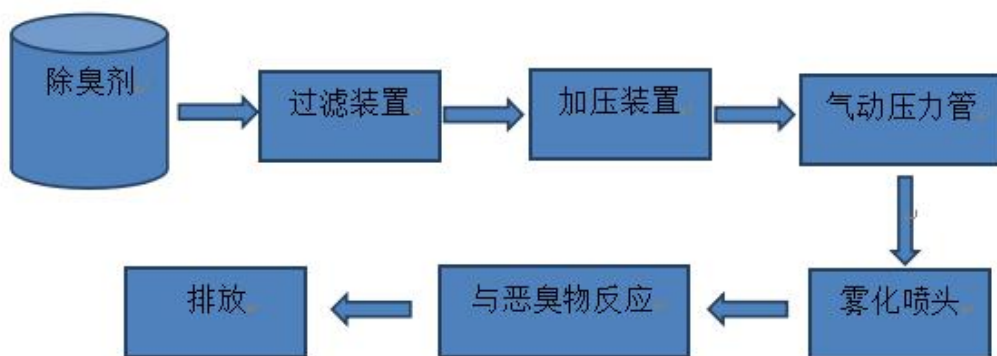 除臭剂
过滤装置
加压装置
气动压力管
雾化喷头
与恶臭物反应
排放